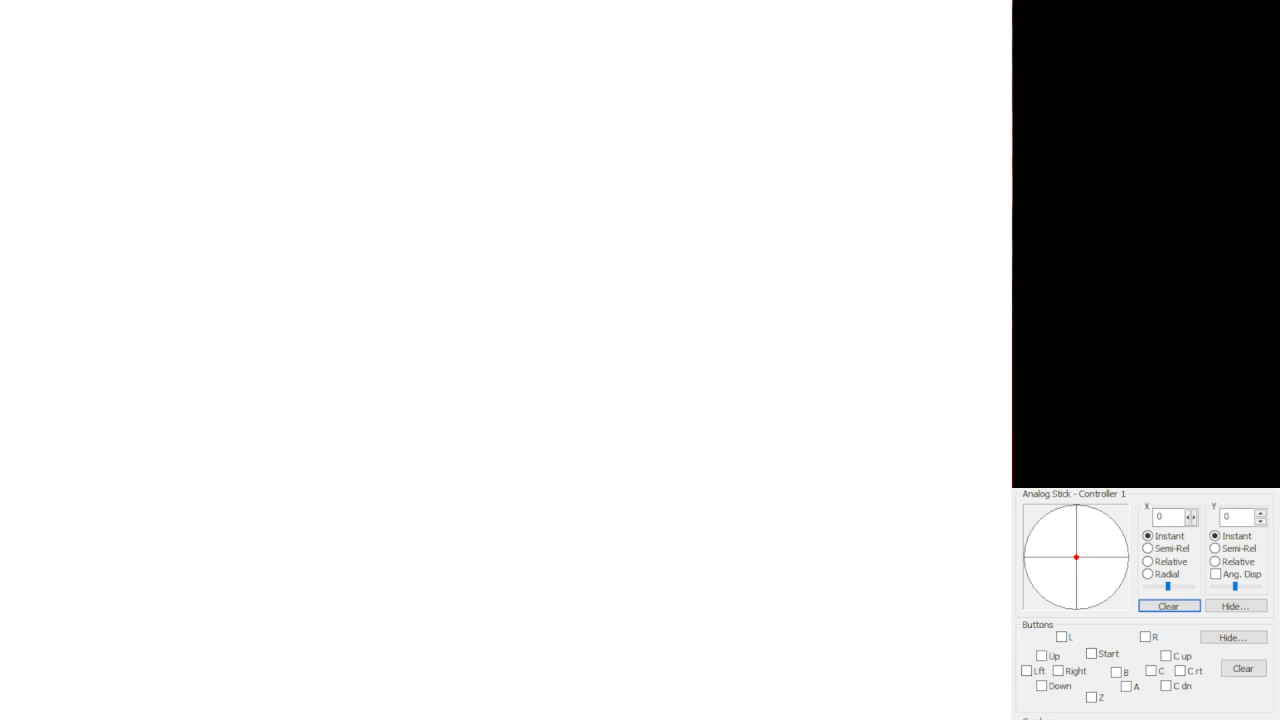 Analog Stick - Controller 1
X
0
Instant
Semi-Rel
Relative
Radial
Clear
Y
0
Instant
Semi-Rel
Relative
Ang. Disp
Hide...
Buttons
L
R
Hide...
Up
Start
C up
Lft
Right
B
C
C rt
Clear
Down
A
C dn
Z